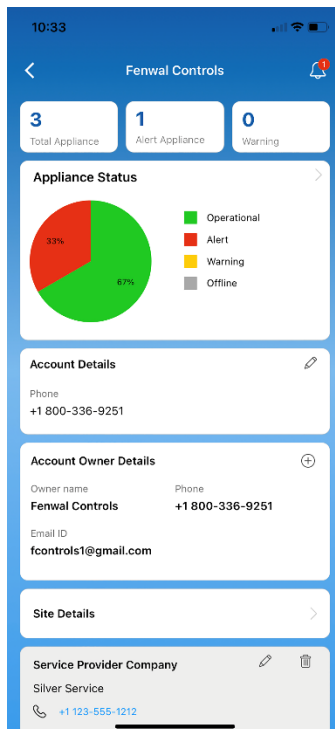 10:33
Fenwal Controls
1
3
Total Appliance
1
Alert Appliance
0
Warning
Appliance Status
33%
67%
Operational
Alert
Warning
Offline
Account Details
Phone
+1 800-336-9251
Account Owner Details
Owner name
Fenwal Controls
Phone
+1 800-336-9251
Email ID
fcontrols1@gmail.com
Site Details
Service Provider Company
Silver Service
+1 123-555-1212